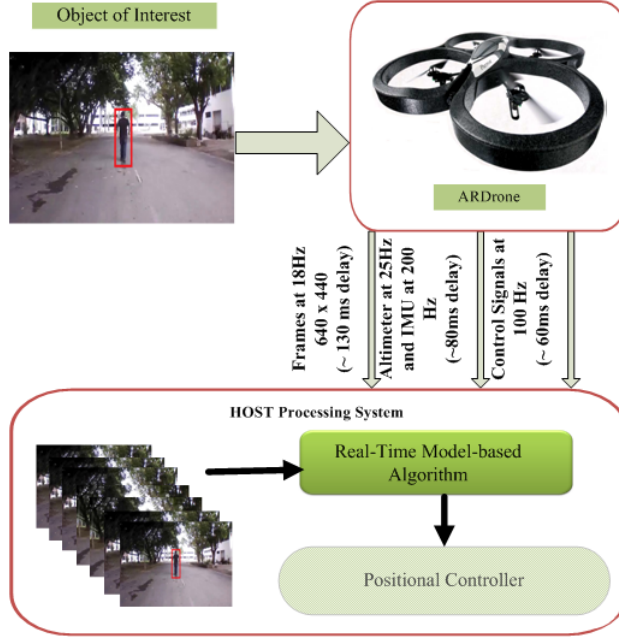 Object of Interest
ARDrone
Frames at 18Hz
640 x 440
(~ 130 ms delay)
Altimeter at 25Hz
and IMU at 200
Hz
(~80ms delay)
Control Signals at
100 Hz
(~ 60ms delay)
HOST Processing System
Real-Time Model-based
Algorithm
Positional Controller